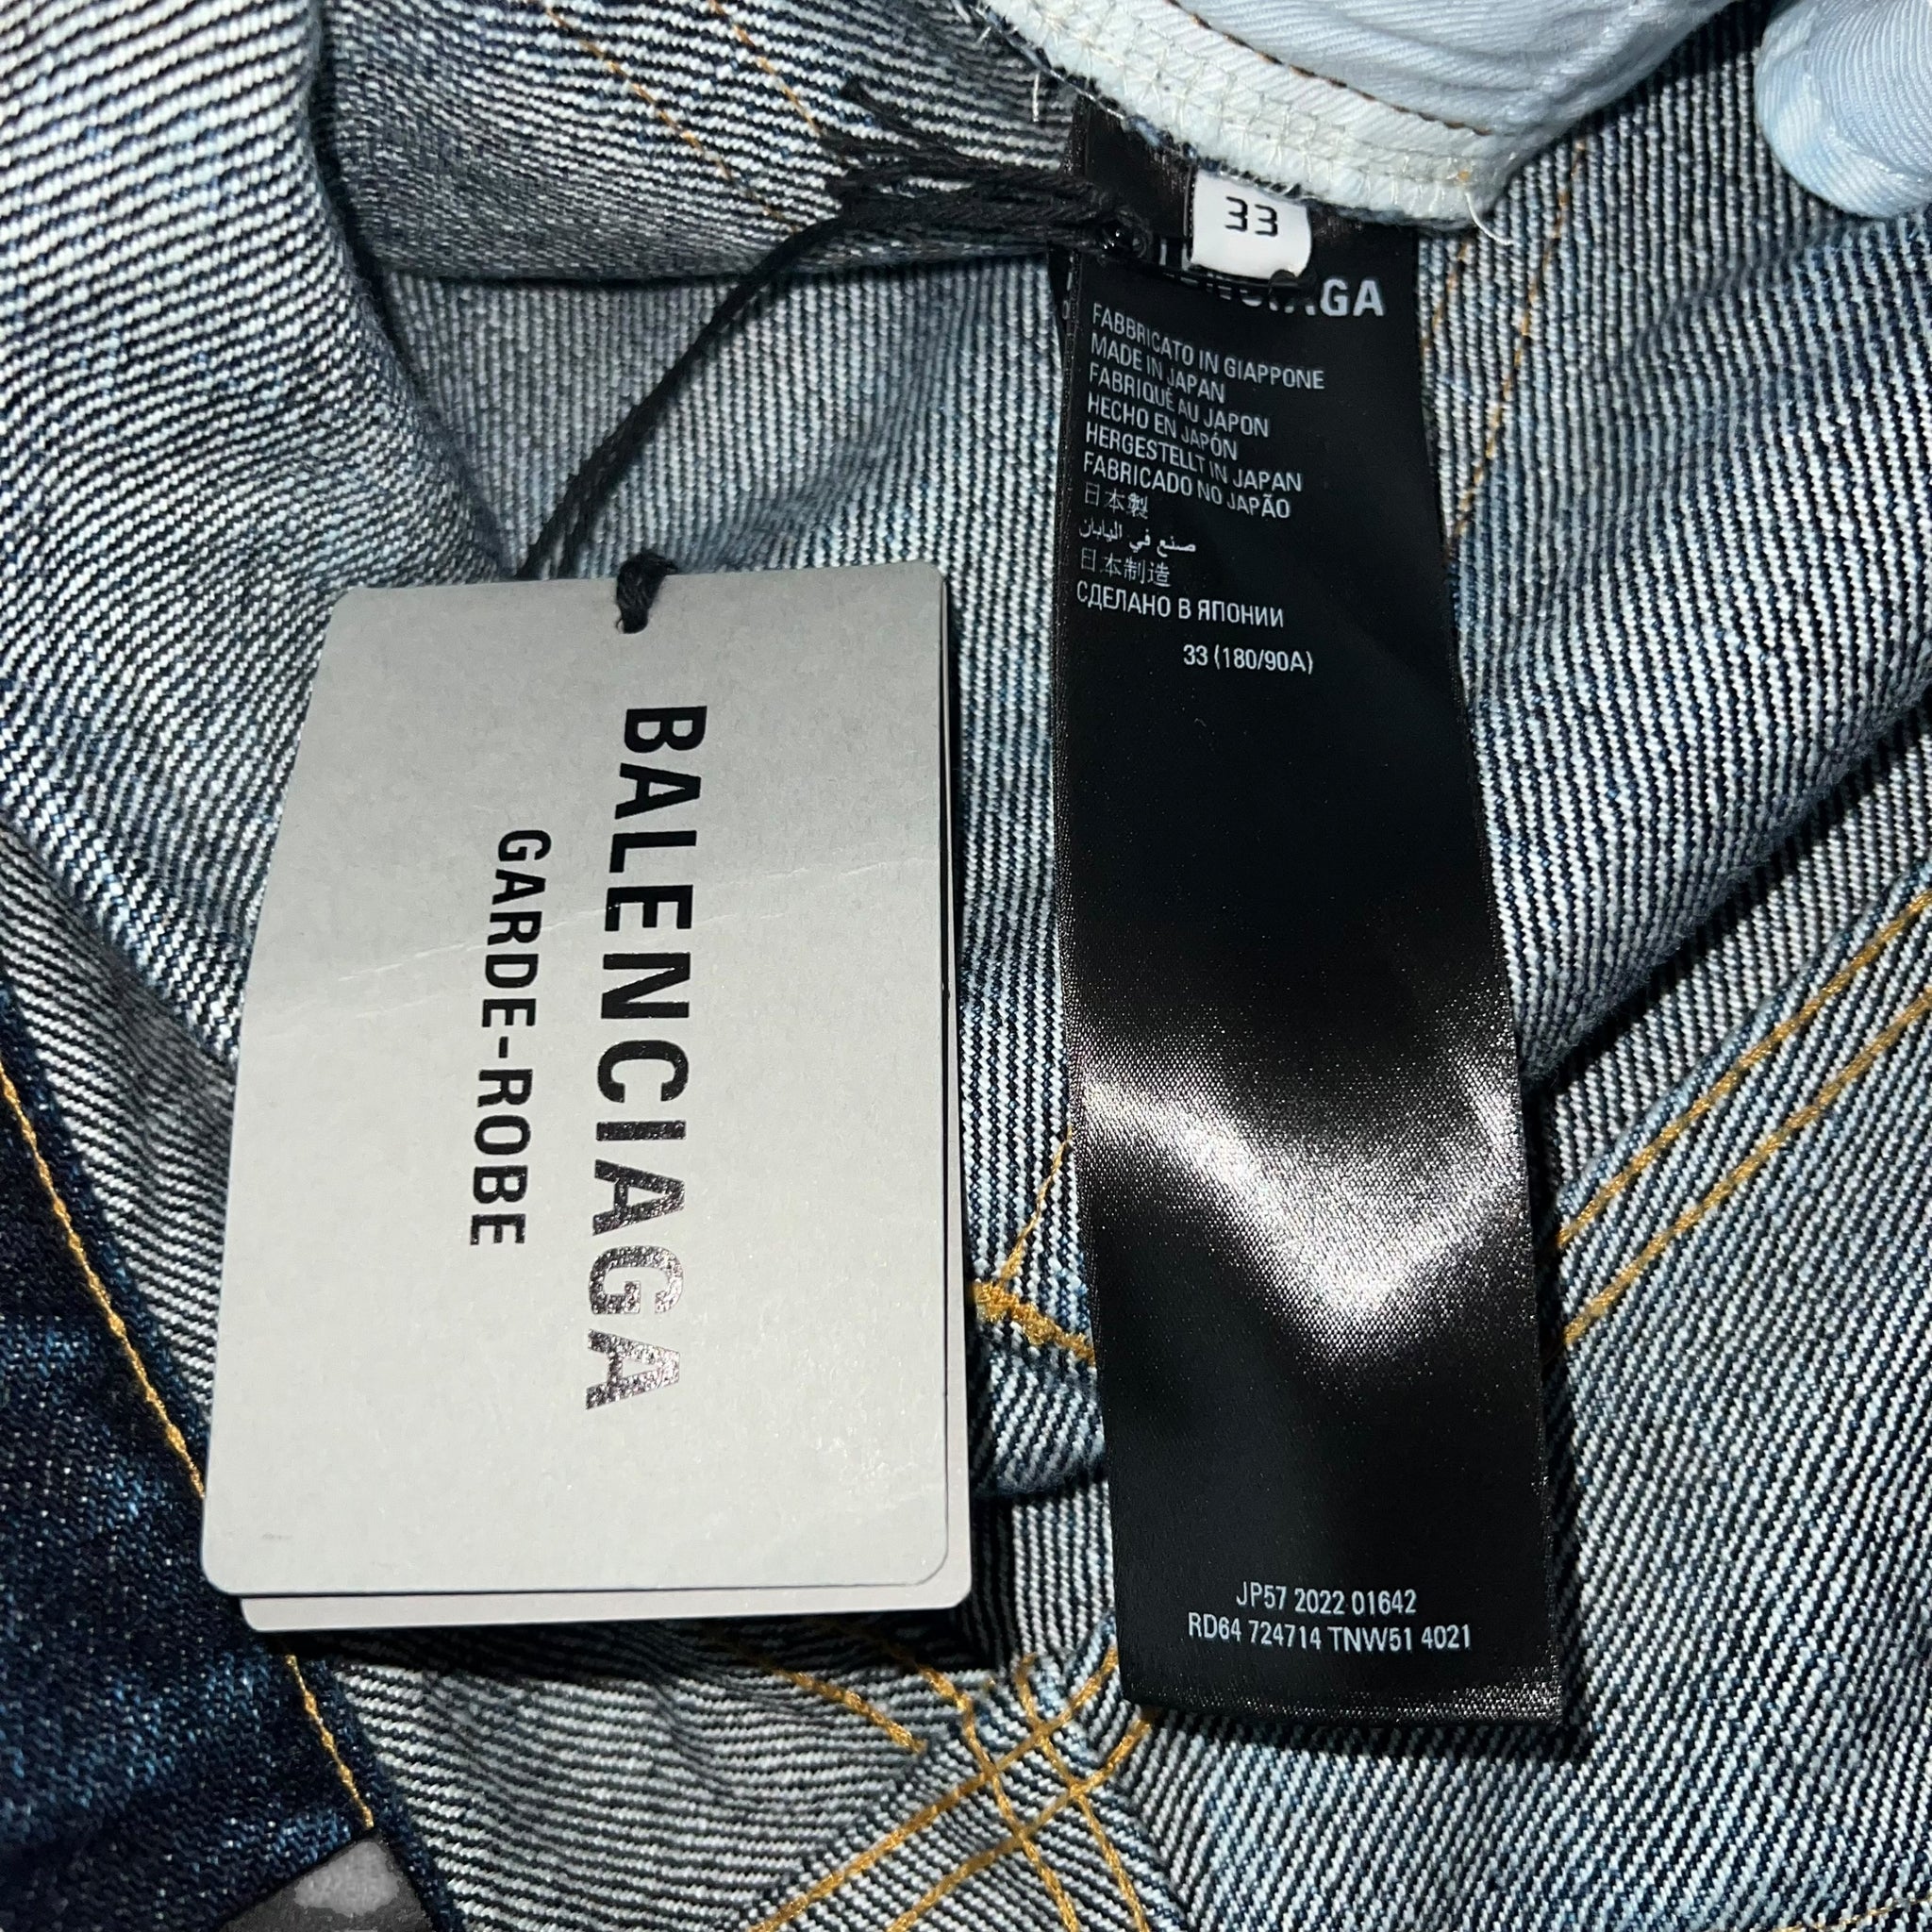 BALENCIAGA
GARDE-ROBE
33
FABBRICATO IN GIAPPONE
MADE IN JAPAN
FABRIQUÉ AU JAPON
HECHO EN JAPÓN
HERGESTELLT IN JAPAN
FABRICADO NO JAPÃO
日本製
صنع في اليابان
日本制造
СДЕЛАНО В ЯПОНИИ
33 (180/90A)
JP57 2022 01642
RD64 724714 TNW51 4021